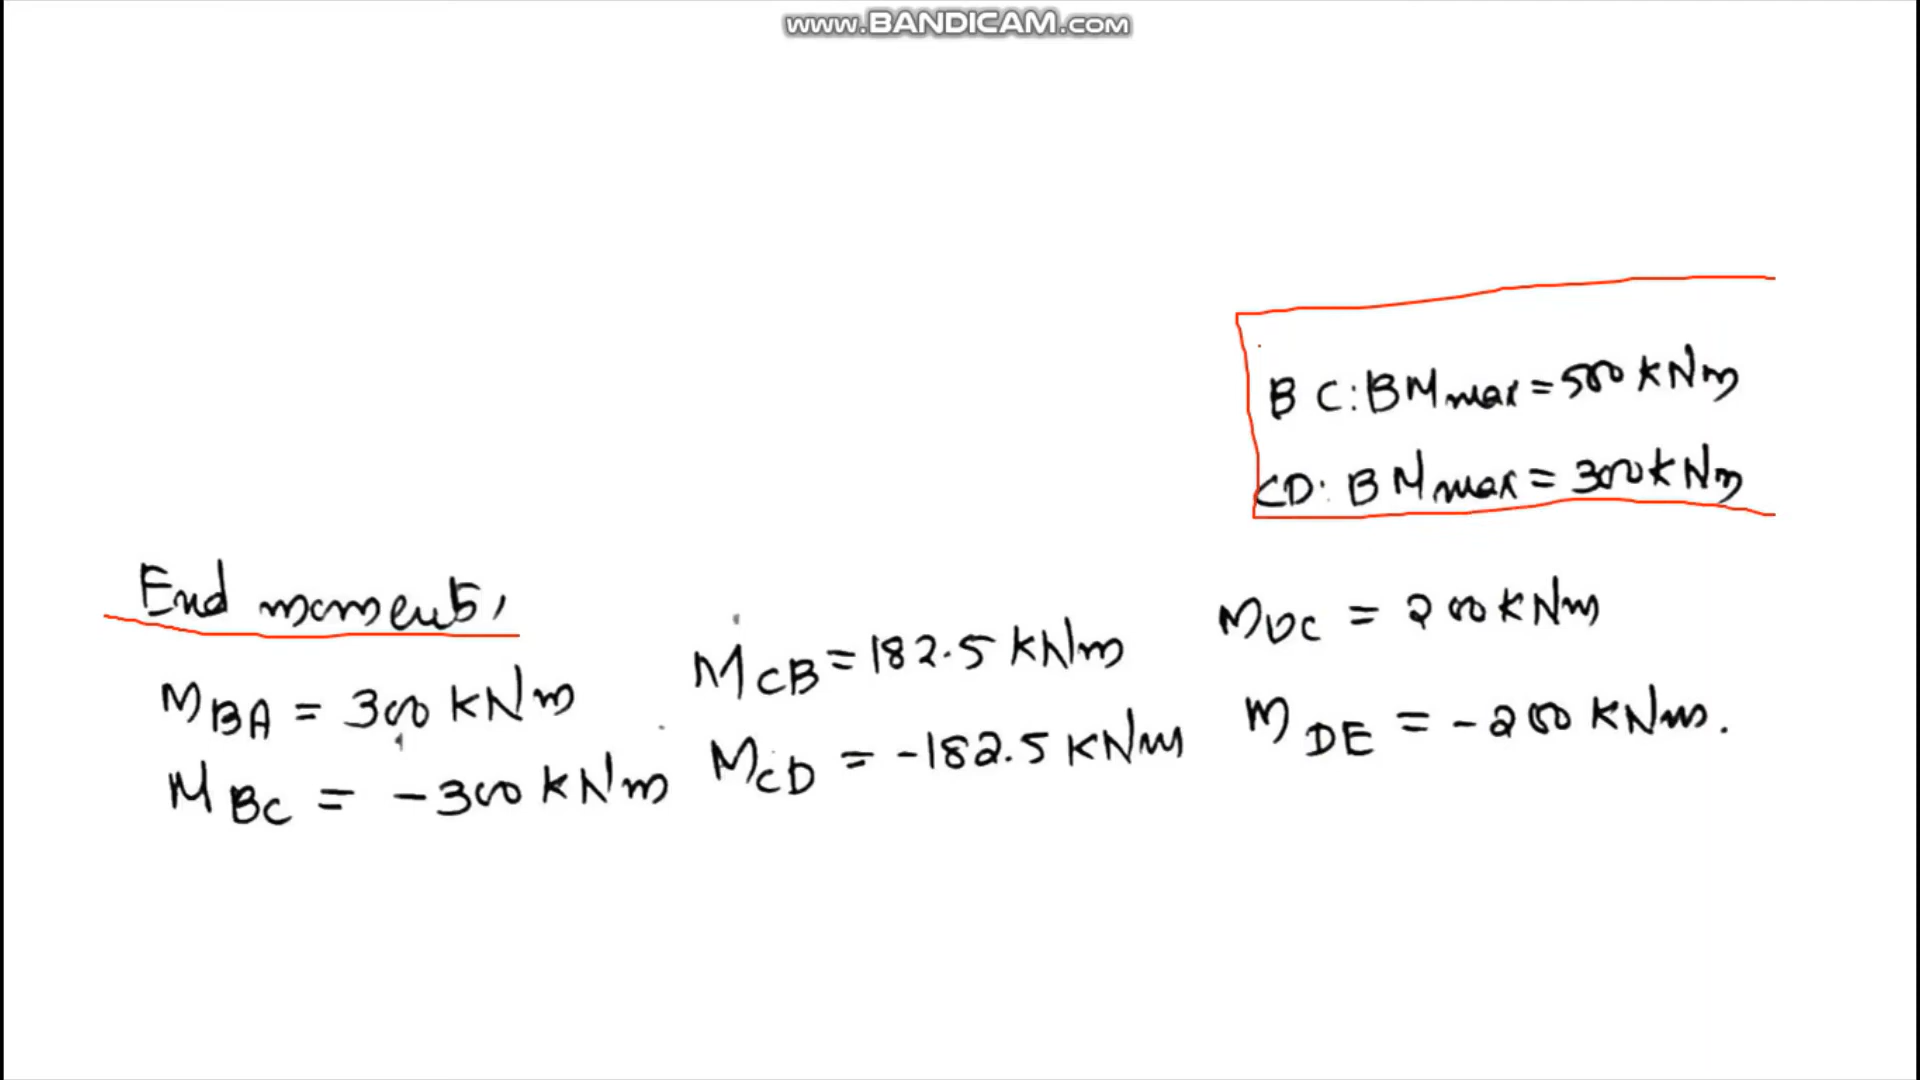 www.BANDICAM.com
BC: BMmax = 500 kNm
CD: BMmax = 300 kNm
End moments,
MBA = 300 kNm
MBC = -300 kNm
MCB = 182.5 kNm
MCD = -182.5 kNm
MDC = 200 kNm
MDE = -200 kNm.